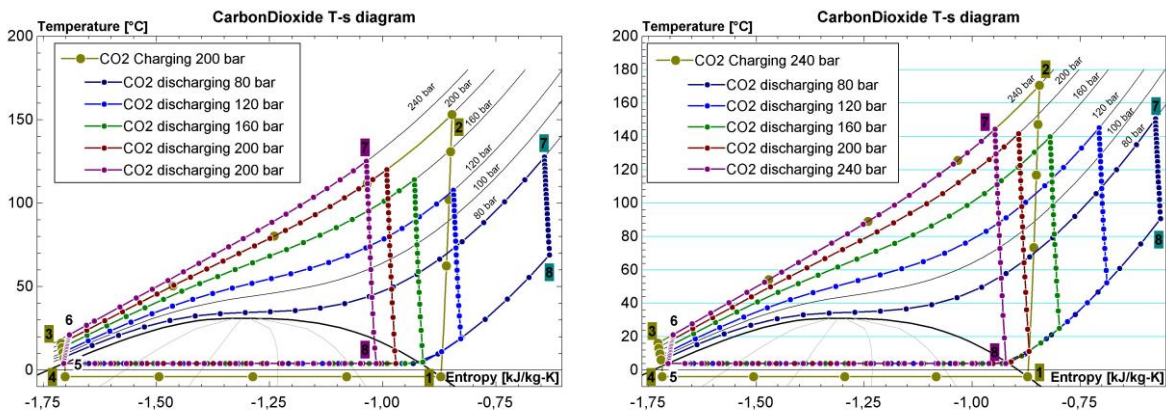 CarbonDioxide T-s diagram
Temperature [°C]
200
150
100
50
0
CO2 Charging 200 bar
CO2 discharging 80 bar
CO2 discharging 120 bar
CO2 discharging 160 bar
CO2 discharging 200 bar
CO2 discharging 200 bar
240 bar
200 bar
160 bar
120 bar
100 bar
80 bar
2
7
7
8
8
6
3
5
4
1
Entropy [kJ/kg-K]
-1,75 -1,50 -1,25 -1,00 -0,75
CarbonDioxide T-s diagram
Temperature [°C]
200
180
160
140
120
100
80
60
40
20
0
CO2 Charging 240 bar
CO2 discharging 80 bar
CO2 discharging 120 bar
CO2 discharging 160 bar
CO2 discharging 200 bar
CO2 discharging 240 bar
240 bar
200 bar
160 bar
120 bar
100 bar
80 bar
2
7
7
8
8
6
3
4
5
1
Entropy [kJ/kg-K]
-1,75 -1,50 -1,25 -1,00 -0,75